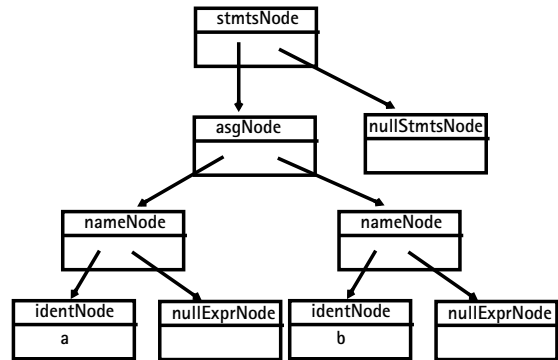 stmtsNode
asgNode
nullStmtsNode
nameNode
nameNode
identNode
a
nullExprNode
identNode
b
nullExprNode